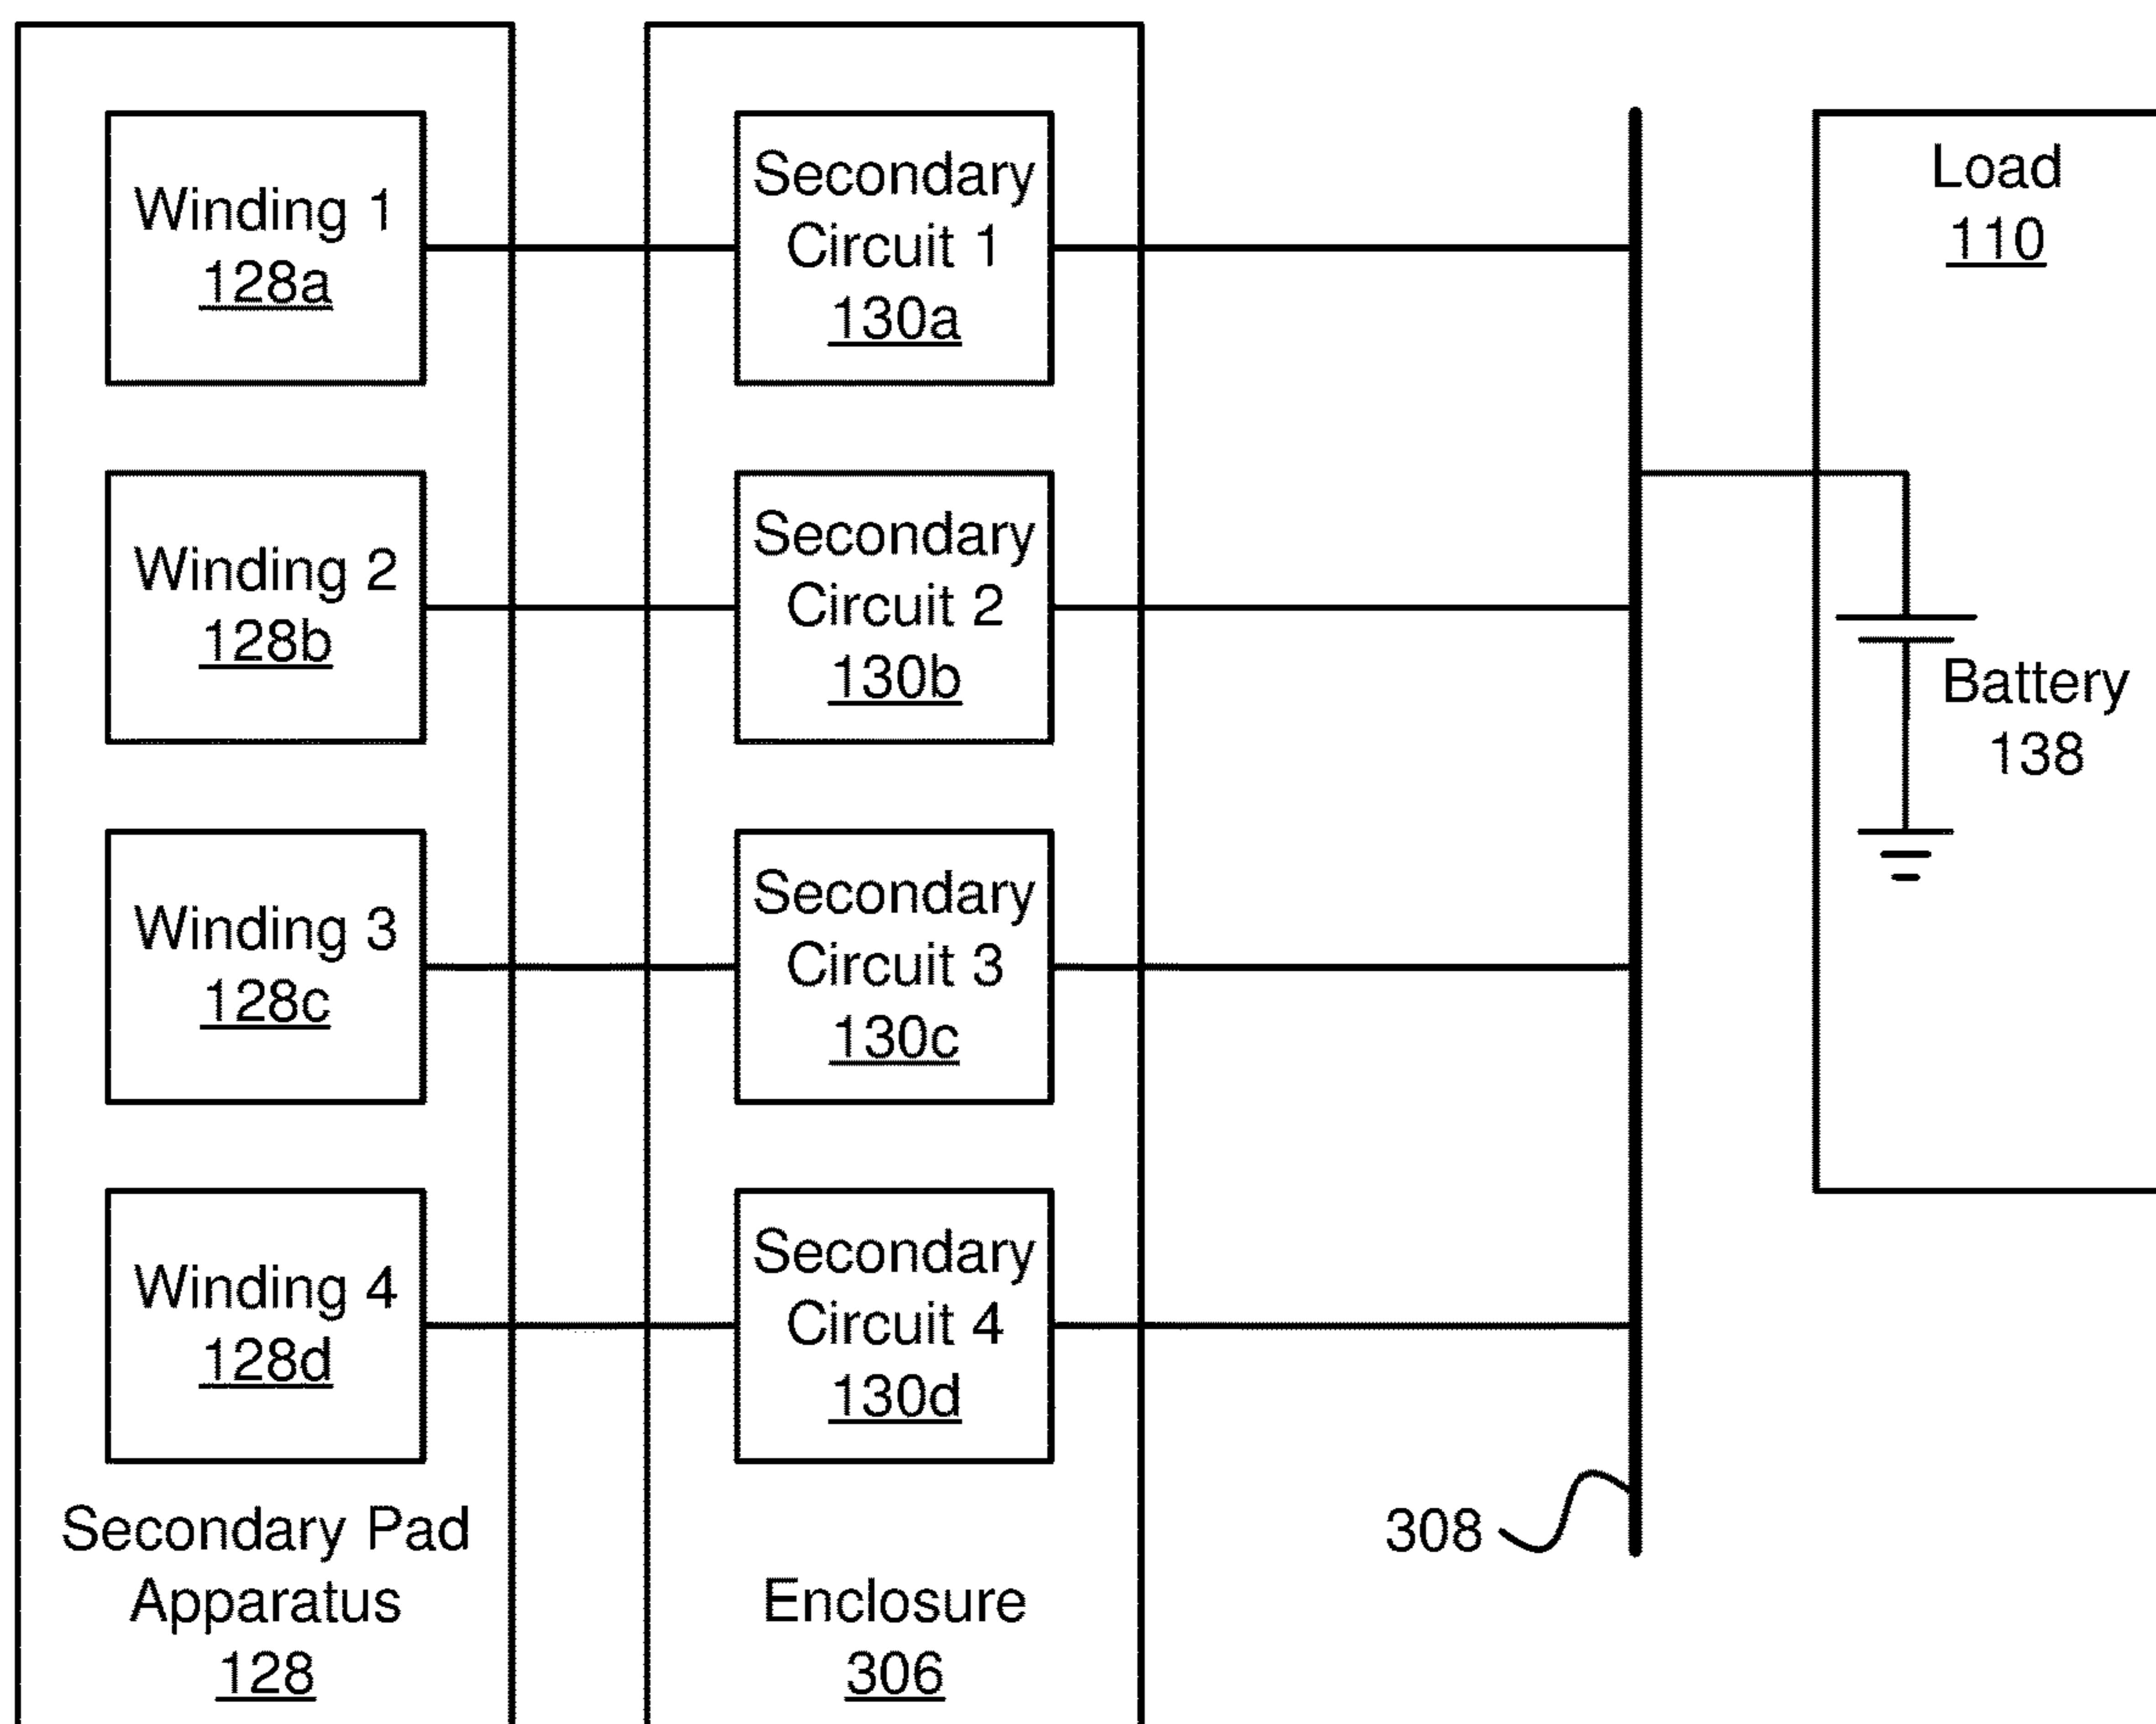 Winding 1
128a
Secondary
Circuit 1
130a
Load
110
Winding 2
128b
Secondary
Circuit 2
130b
Battery
138
Winding 3
128c
Secondary
Circuit 3
130c
Winding 4
128d
Secondary
Circuit 4
130d
Secondary Pad
Apparatus
128
Enclosure
306
308